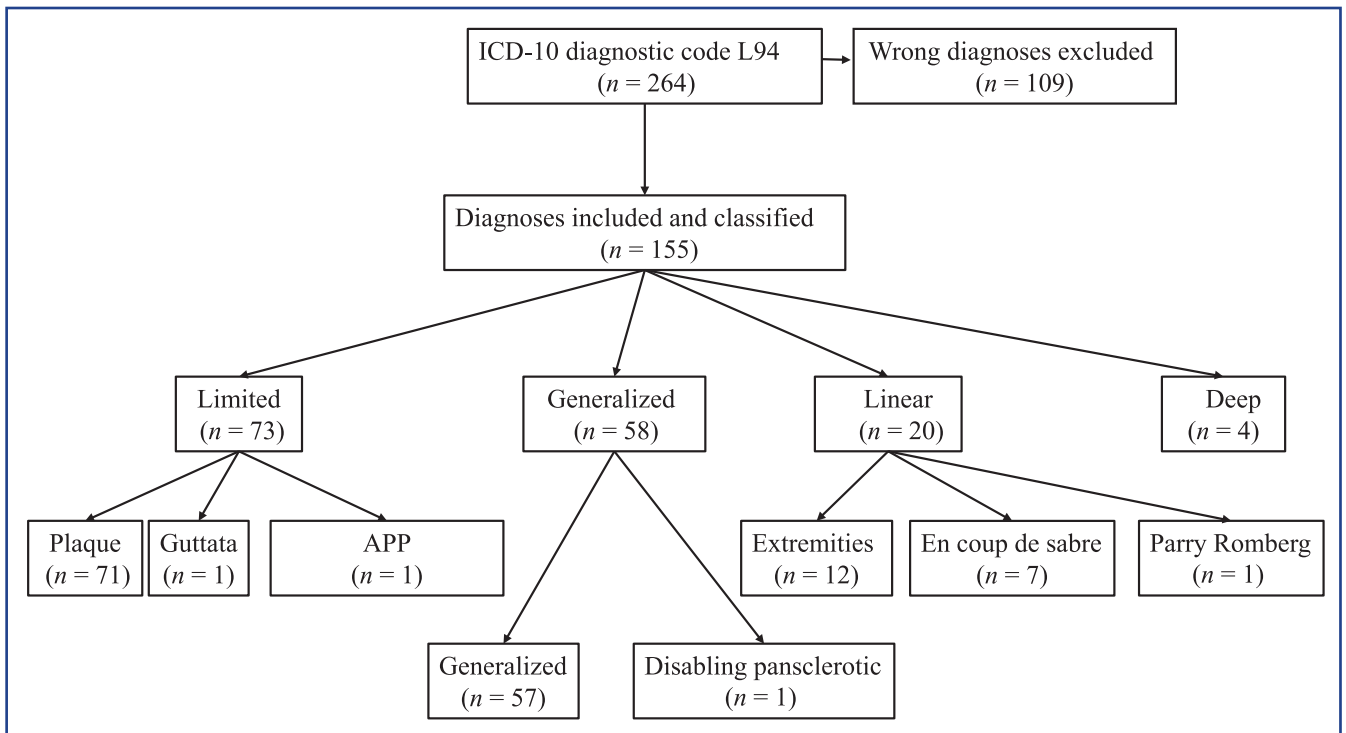 ICD-10 diagnostic code L94
(n = 264)
Wrong diagnoses excluded
(n = 109)
Diagnoses included and classified
(n = 155)
Limited
(n = 73)
Generalized
(n = 58)
Linear
(n = 20)
Deep
(n = 4)
Plaque
(n = 71)
Guttata
(n = 1)
APP
(n = 1)
Extremities
(n = 12)
En coup de sabre
(n = 7)
Parry Romberg
(n = 1)
Generalized
(n = 57)
Disabling pansclerotic
(n = 1)